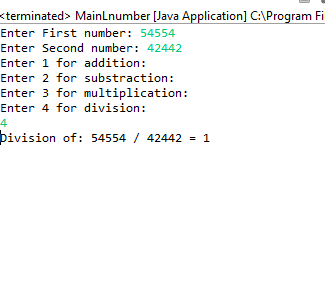 <terminated> MainLnumber [Java Application] C:\Program Fi
Enter First number: 54554
Enter Second number: 42442
Enter 1 for addition:
Enter 2 for substraction:
Enter 3 for multiplication:
Enter 4 for division:
4
Division of: 54554 / 42442 = 1